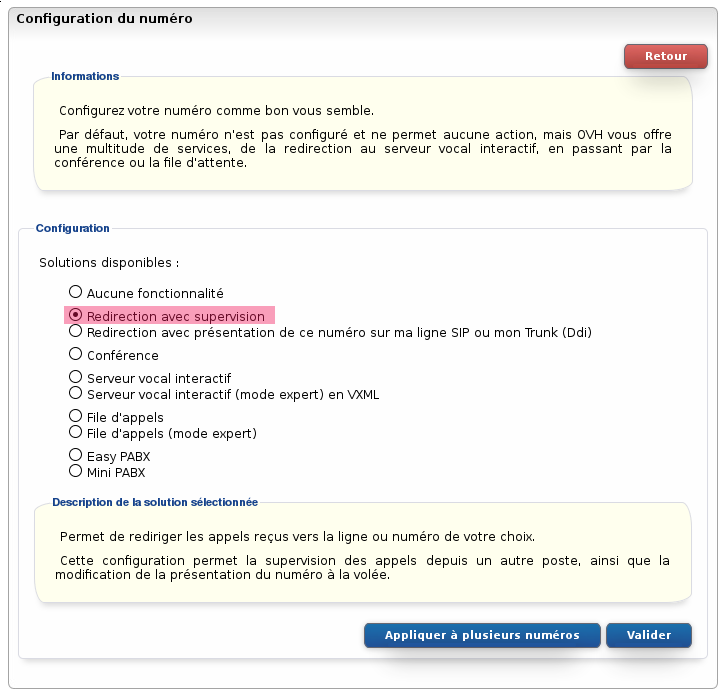 Configuration du numéro
Retour
Informations
Configurez votre numéro comme bon vous semble.
Par défaut, votre numéro n'est pas configuré et ne permet aucune action, mais OVH vous offre
une multitude de services, de la redirection au serveur vocal interactif, en passant par la
conférence ou la file d'attente.
Configuration
Solutions disponibles :
Aucune fonctionnalité
Redirection avec supervision
Redirection avec présentation de ce numéro sur ma ligne SIP ou mon Trunk (Ddi)
Conférence
Serveur vocal interactif
Serveur vocal interactif (mode expert) en VXML
File d'appels
File d'appels (mode expert)
Easy PABX
Mini PABX
Description de la solution sélectionnée
Permet de rediriger les appels reçus vers la ligne ou numéro de votre choix.
Cette configuration permet la supervision des appels depuis un autre poste, ainsi que la
modification de la présentation du numéro à la volée.
Appliquer à plusieurs numéros
Valider